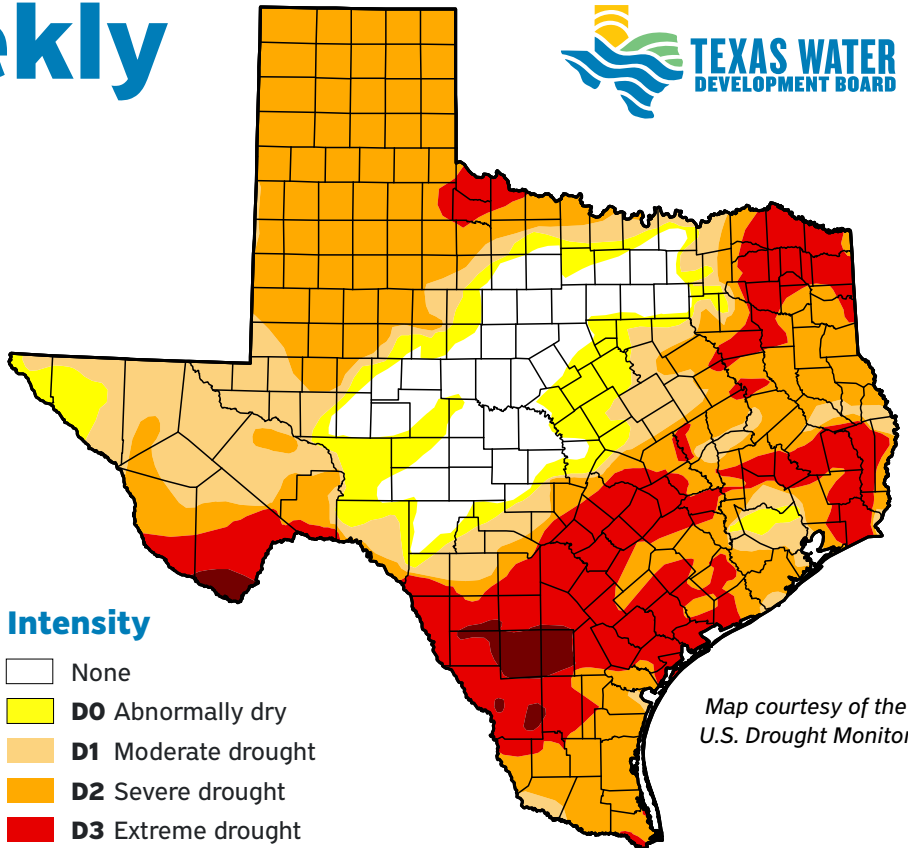 ekly
TEXAS WATER
DEVELOPMENT BOARD
Intensity
None
D0 Abnormally dry
D1 Moderate drought
D2 Severe drought
D3 Extreme drought
Map courtesy of the
U.S. Drought Monitor